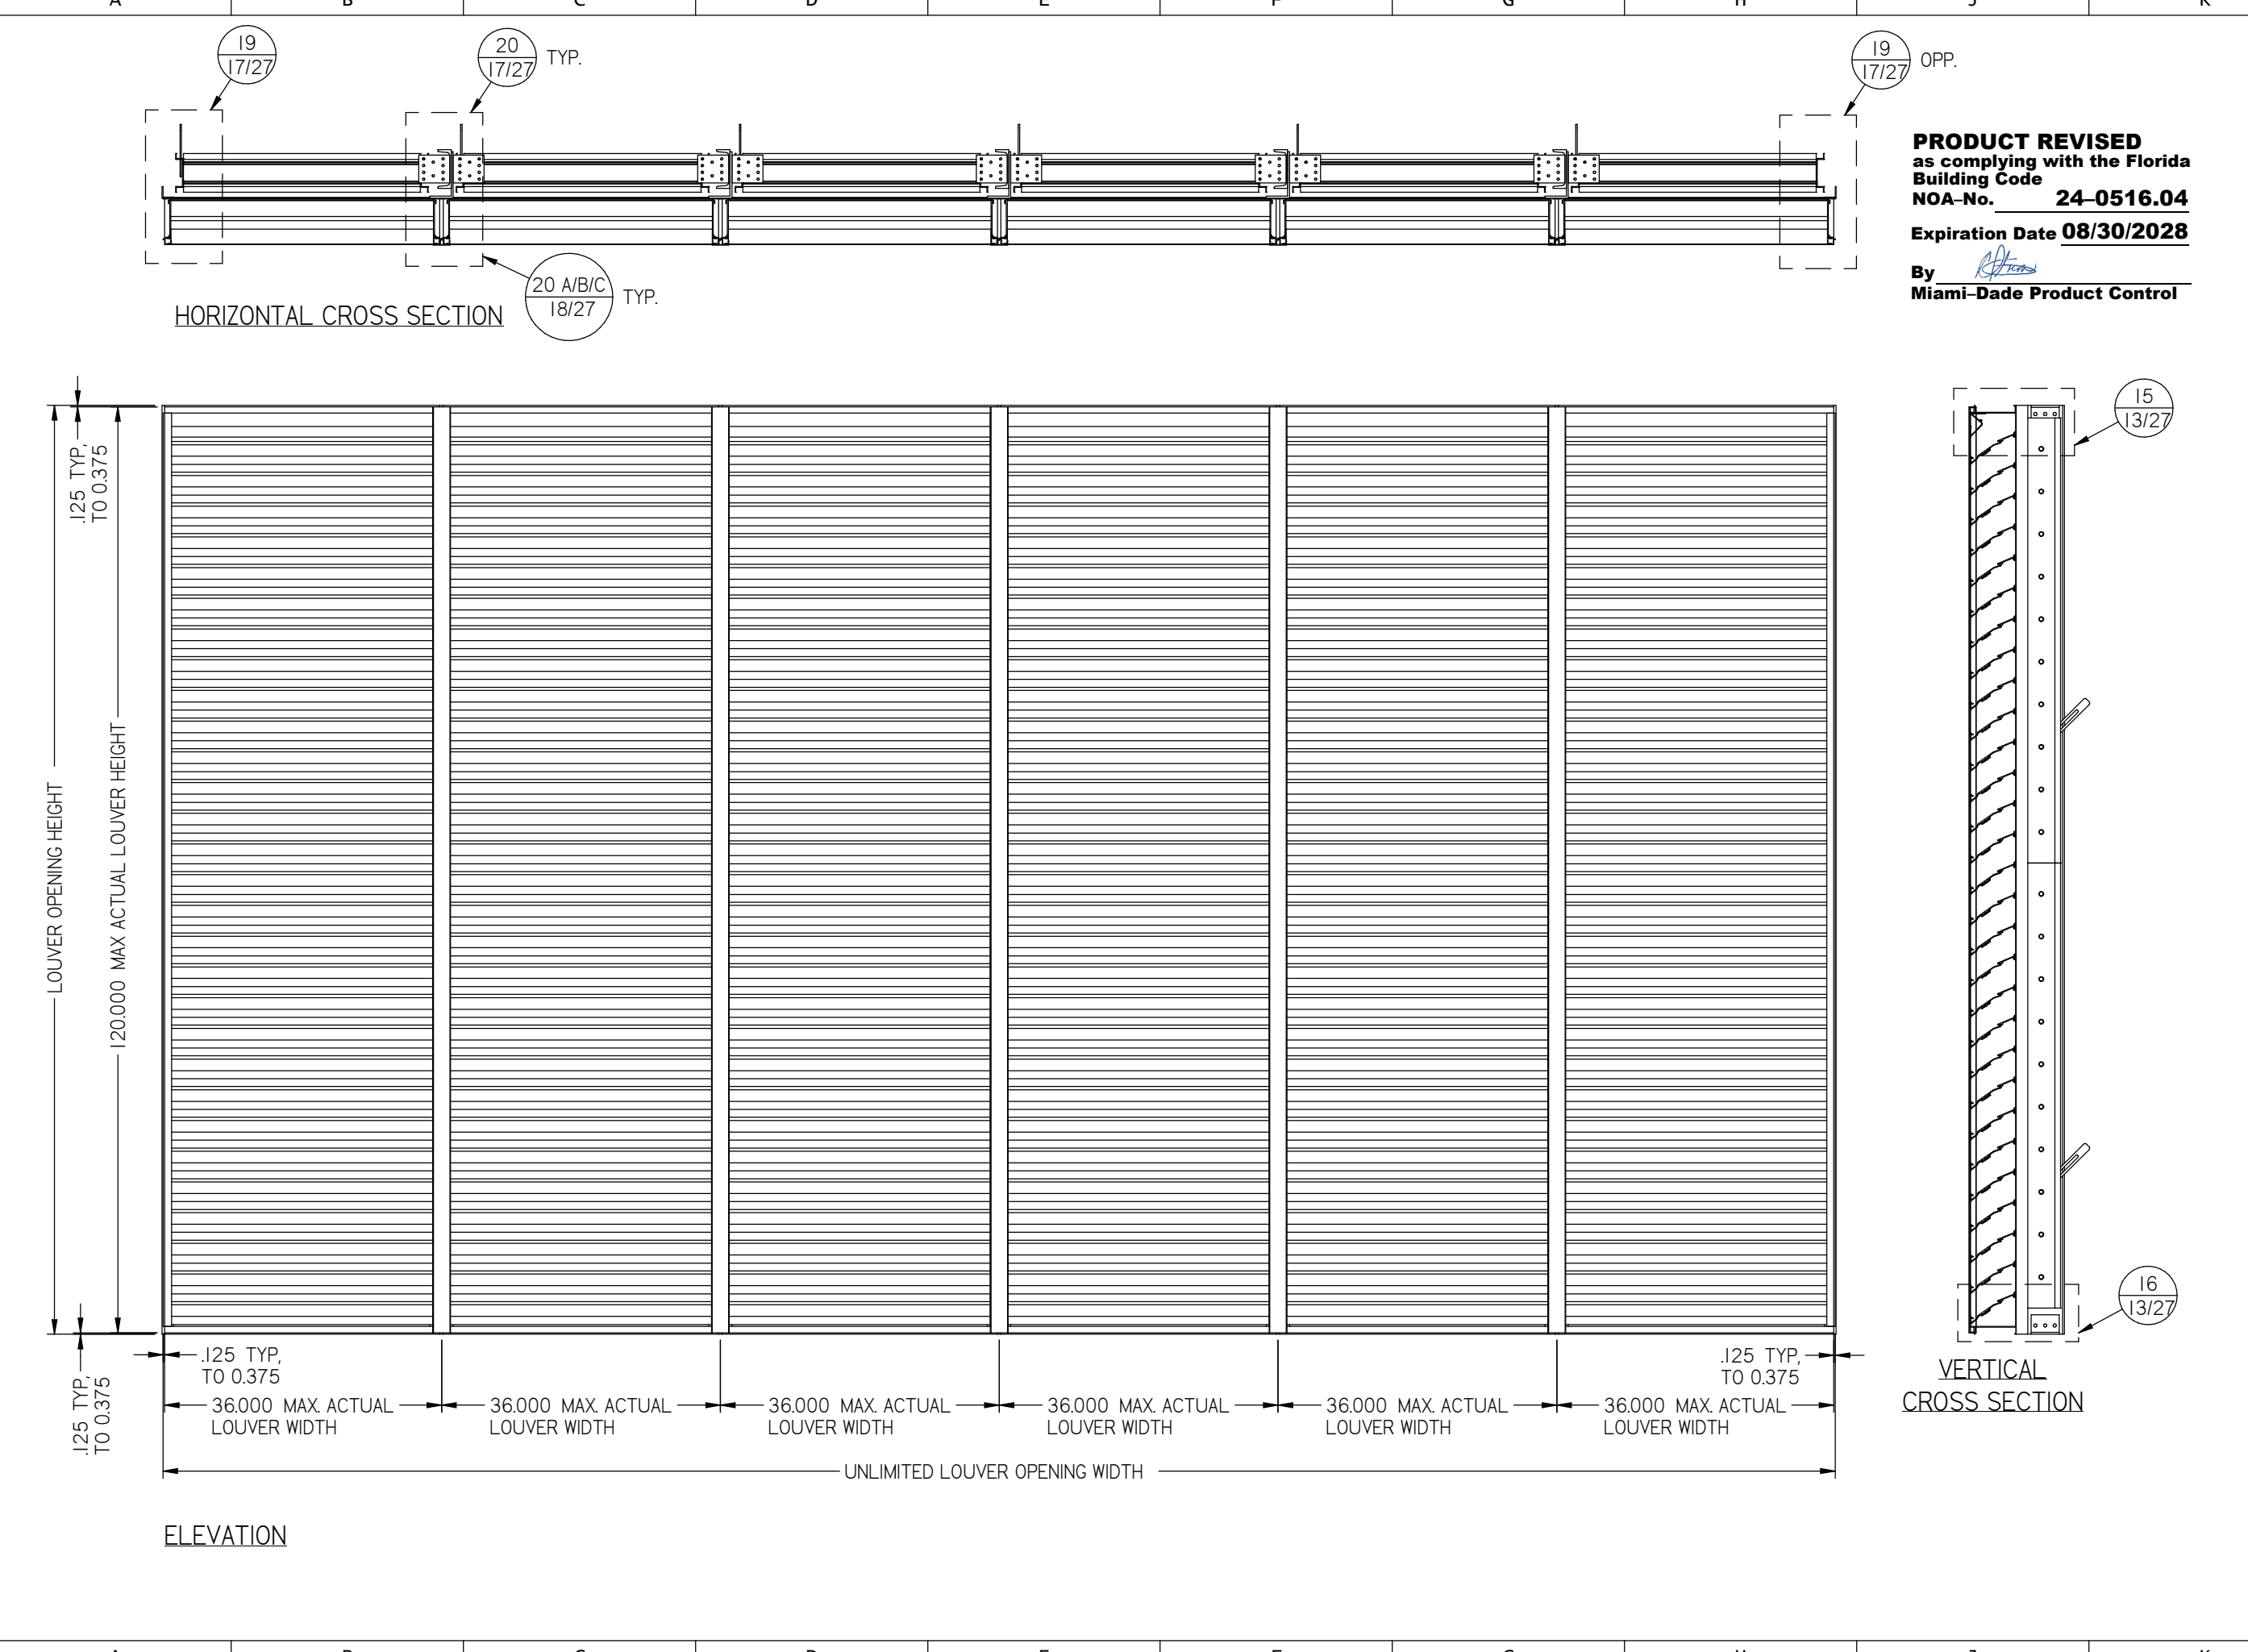 A B C D E F G H J K
19
17/27
20
17/27
TYP.
19
17/27
OPP.
PRODUCT REVISED
as complying with the Florida
Building Code
NOA–No. 24–0516.04
Expiration Date 08/30/2028
By
Miami–Dade Product Control
20 A/B/C
18/27
TYP.
HORIZONTAL CROSS SECTION
.125 TYP,
TO 0.375
LOUVER OPENING HEIGHT
120.000 MAX ACTUAL LOUVER HEIGHT
15
13/27
16
13/27
VERTICAL
CROSS SECTION
.125 TYP,
TO 0.375
.125 TYP,
TO 0.375
.125 TYP,
TO 0.375
36.000 MAX. ACTUAL
LOUVER WIDTH
36.000 MAX. ACTUAL
LOUVER WIDTH
36.000 MAX. ACTUAL
LOUVER WIDTH
36.000 MAX. ACTUAL
LOUVER WIDTH
36.000 MAX. ACTUAL
LOUVER WIDTH
36.000 MAX. ACTUAL
LOUVER WIDTH
UNLIMITED LOUVER OPENING WIDTH
ELEVATION